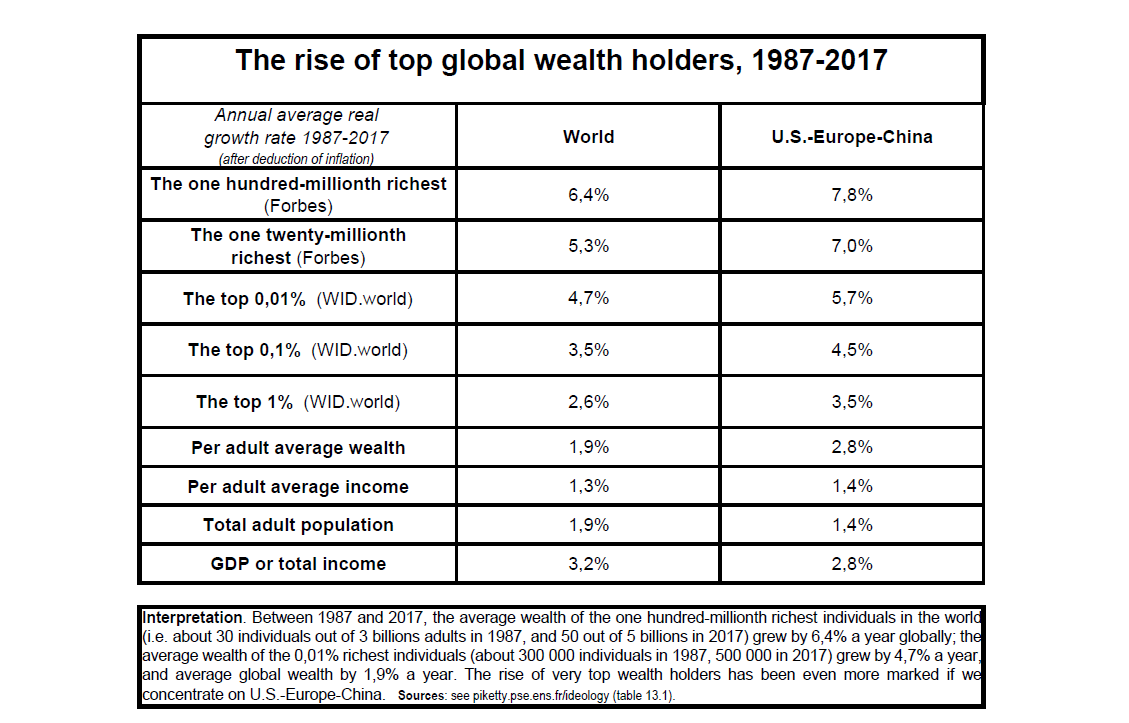 The rise of top global wealth holders, 1987-2017
Annual average real
growth rate 1987-2017
(after deduction of inflation)
World
U.S.-Europe-China
The one hundred-millionth richest
(Forbes)
6,4%
7,8%
The one twenty-millionth
richest (Forbes)
5,3%
7,0%
The top 0,01% (WID.world)
4,7%
5,7%
The top 0,1% (WID.world)
3,5%
4,5%
The top 1% (WID.world)
2,6%
3,5%
Per adult average wealth
1,9%
2,8%
Per adult average income
1,3%
1,4%
Total adult population
1,9%
1,4%
GDP or total income
3,2%
2,8%
Interpretation. Between 1987 and 2017, the average wealth of the one hundred-millionth richest individuals in the world
(i.e. about 30 individuals out of 3 billions adults in 1987, and 50 out of 5 billions in 2017) grew by 6,4% a year globally; the
average wealth of the 0,01% richest individuals (about 300 000 individuals in 1987, 500 000 in 2017) grew by 4,7% a year,
and average global wealth by 1,9% a year. The rise of very top wealth holders has been even more marked if we
concentrate on U.S.-Europe-China. Sources: see piketty.pse.ens.fr/ideology (table 13.1).